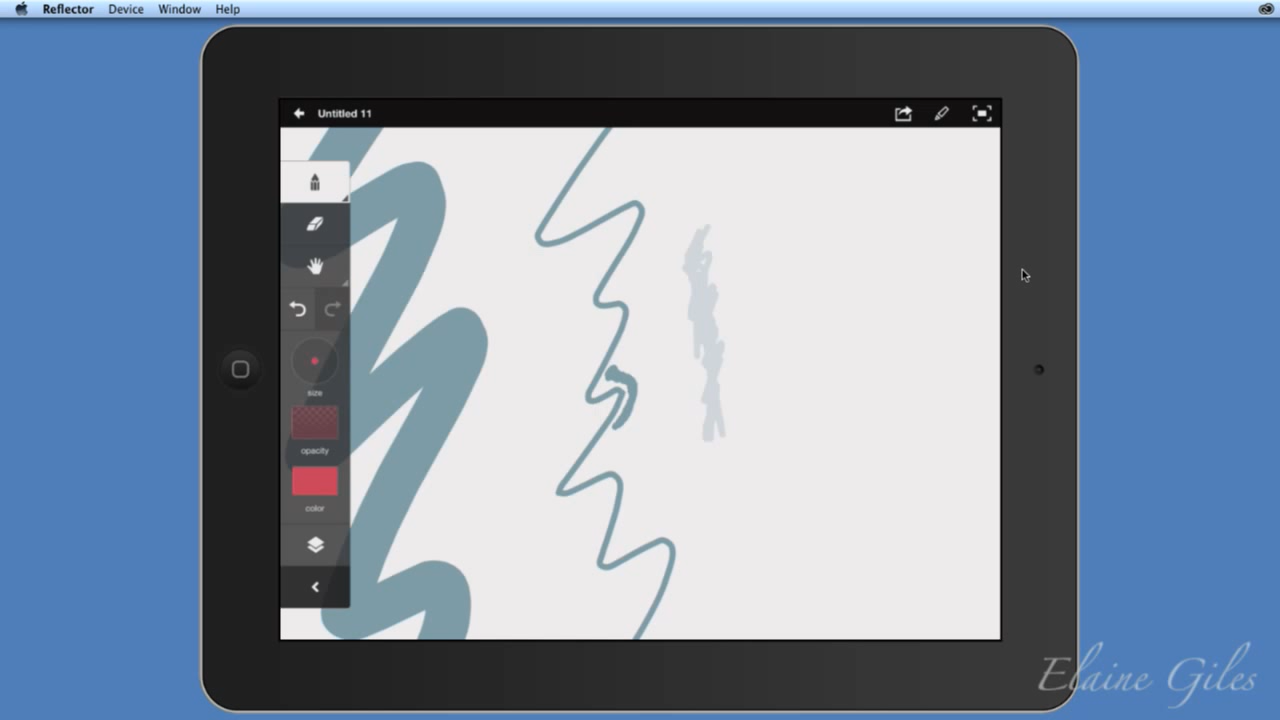 Reflector Device Window Help
Untitled 11
size
opacity
color
Elaine Giles